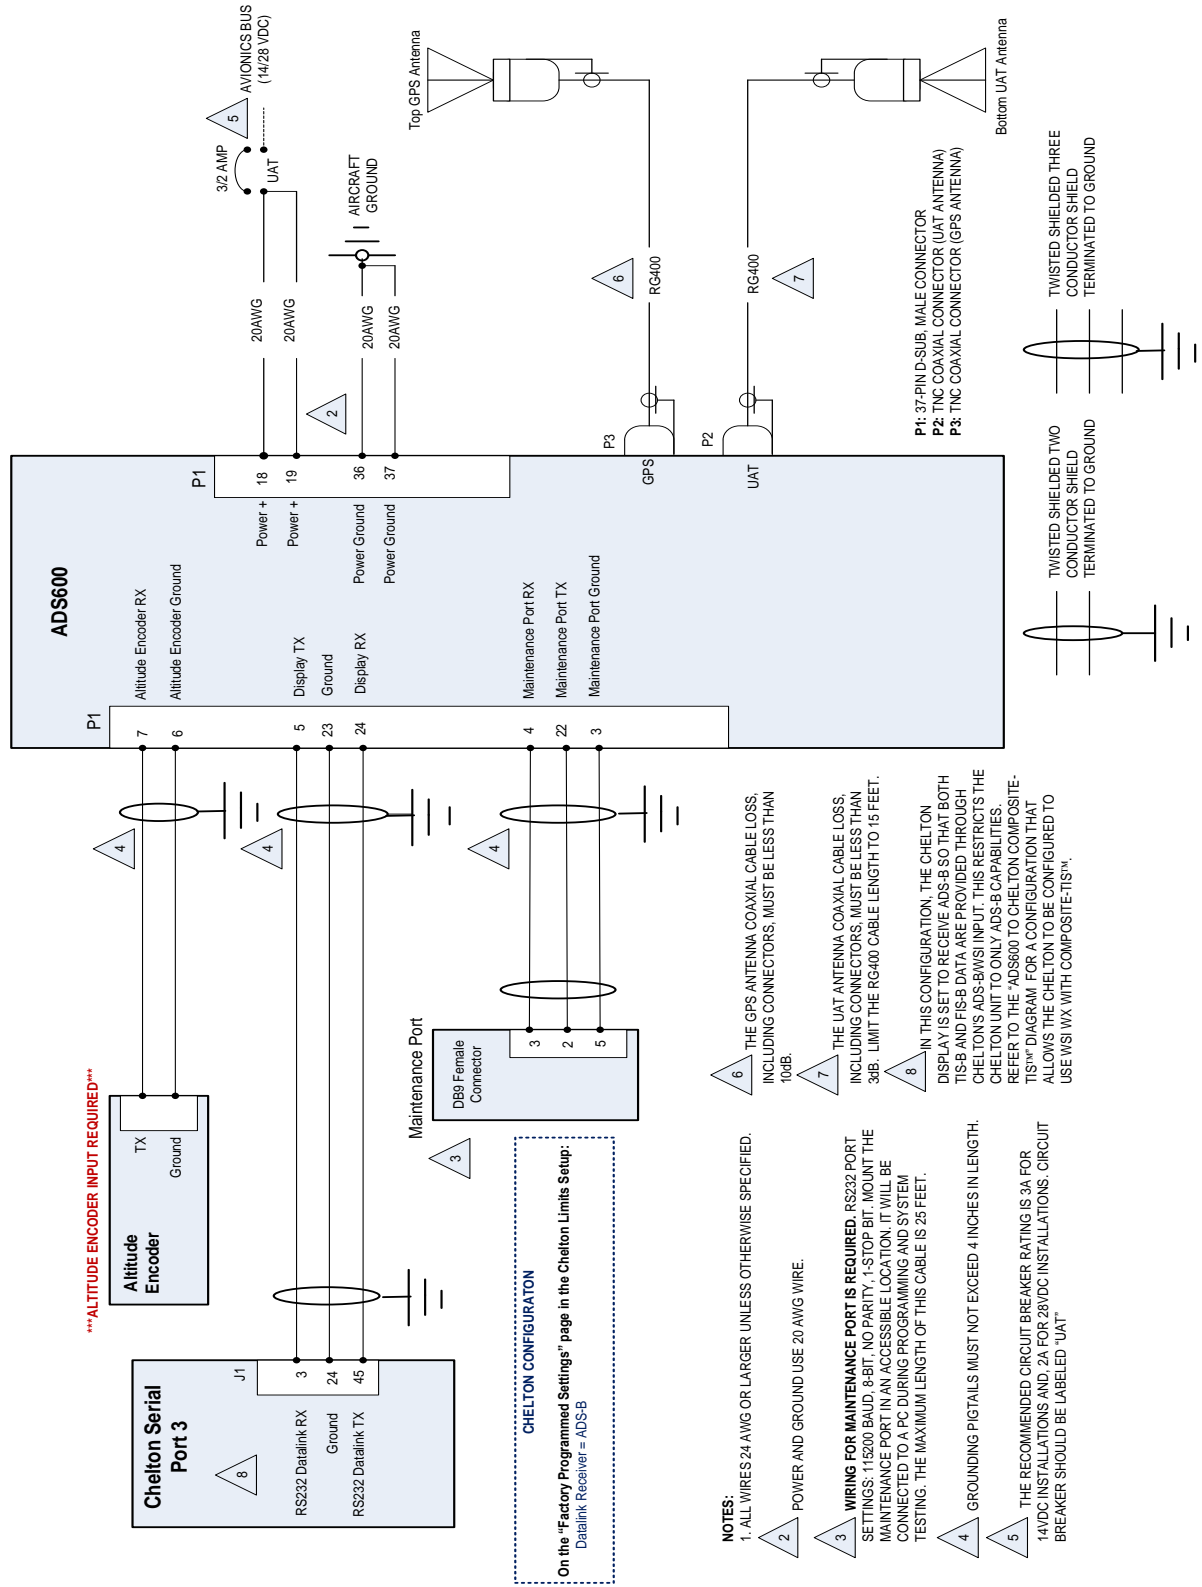 ***ALTITUDE ENCODER INPUT REQUIRED***
Altitude
Encoder
TX
Ground
Chelton Serial
Port 3
8
J1
RS232 Datalink RX
3
Ground
24
RS232 Datalink TX
45
4
4
4
ADS600
P1
7
Altitude Encoder RX
6
Altitude Encoder Ground
5
Display TX
23
Ground
24
Display RX
4
Maintenance Port RX
22
Maintenance Port TX
3
Maintenance Port Ground
P1
Power +
18
Power +
19
Power Ground
36
Power Ground
37
20AWG
20AWG
20AWG
20AWG
2
3/2 AMP
UAT
5
AVIONICS BUS
(14/28 VDC)
AIRCRAFT
GROUND
P3
GPS
6
RG400
Top GPS Antenna
P2
UAT
RG400
7
Bottom UAT Antenna
3
Maintenance Port
DB9 Female
Connector
3
2
5
CHELTON CONFIGURATON
On the “Factory Programmed Settings” page in the Chelton Limits Setup:
Datalink Receiver = ADS-B
P1: 37-PIN D-SUB, MALE CONNECTOR
P2: TNC COAXIAL CONNECTOR (UAT ANTENNA)
P3: TNC COAXIAL CONNECTOR (GPS ANTENNA)
NOTES:
1. ALL WIRES 24 AWG OR LARGER UNLESS OTHERWISE SPECIFIED.
2
POWER AND GROUND USE 20 AWG WIRE.
3
WIRING FOR MAINTENANCE PORT IS REQUIRED. RS232 PORT
SETTINGS: 115200 BAUD, 8-BIT, NO PARITY, 1-STOP BIT. MOUNT THE
MAINTENANCE PORT IN AN ACCESSIBLE LOCATION. IT WILL BE
CONNECTED TO A PC DURING PROGRAMMING AND SYSTEM
TESTING. THE MAXIMUM LENGTH OF THIS CABLE IS 25 FEET.
4
GROUNDING PIGTAILS MUST NOT EXCEED 4 INCHES IN LENGTH.
5
THE RECOMMENDED CIRCUIT BREAKER RATING IS 3A FOR
14VDC INSTALLATIONS AND, 2A FOR 28VDC INSTALLATIONS. CIRCUIT
BREAKER SHOULD BE LABELED “UAT”
6
THE GPS ANTENNA COAXIAL CABLE LOSS,
INCLUDING CONNECTORS, MUST BE LESS THAN
10dB.
7
THE UAT ANTENNA COAXIAL CABLE LOSS,
INCLUDING CONNECTORS, MUST BE LESS THAN
3dB. LIMIT THE RG400 CABLE LENGTH TO 15 FEET.
8
IN THIS CONFIGURATION, THE CHELTON
DISPLAY IS SET TO RECEIVE ADS-B SO THAT BOTH
TIS-B AND FIS-B DATA ARE PROVIDED THROUGH
CHELTON'S ADS-B/WSI INPUT. THIS RESTRICTS THE
CHELTON UNIT TO ONLY ADS-B CAPABILITIES.
REFER TO THE “ADS600 TO CHELTON COMPOSITE-
TIS™” DIAGRAM FOR A CONFIGURATION THAT
ALLOWS THE CHELTON TO BE CONFIGURED TO
USE WSI WX WITH COMPOSITE-TIS™.
TWISTED SHIELDED TWO
CONDUCTOR SHIELD
TERMINATED TO GROUND
TWISTED SHIELDED THREE
CONDUCTOR SHIELD
TERMINATED TO GROUND